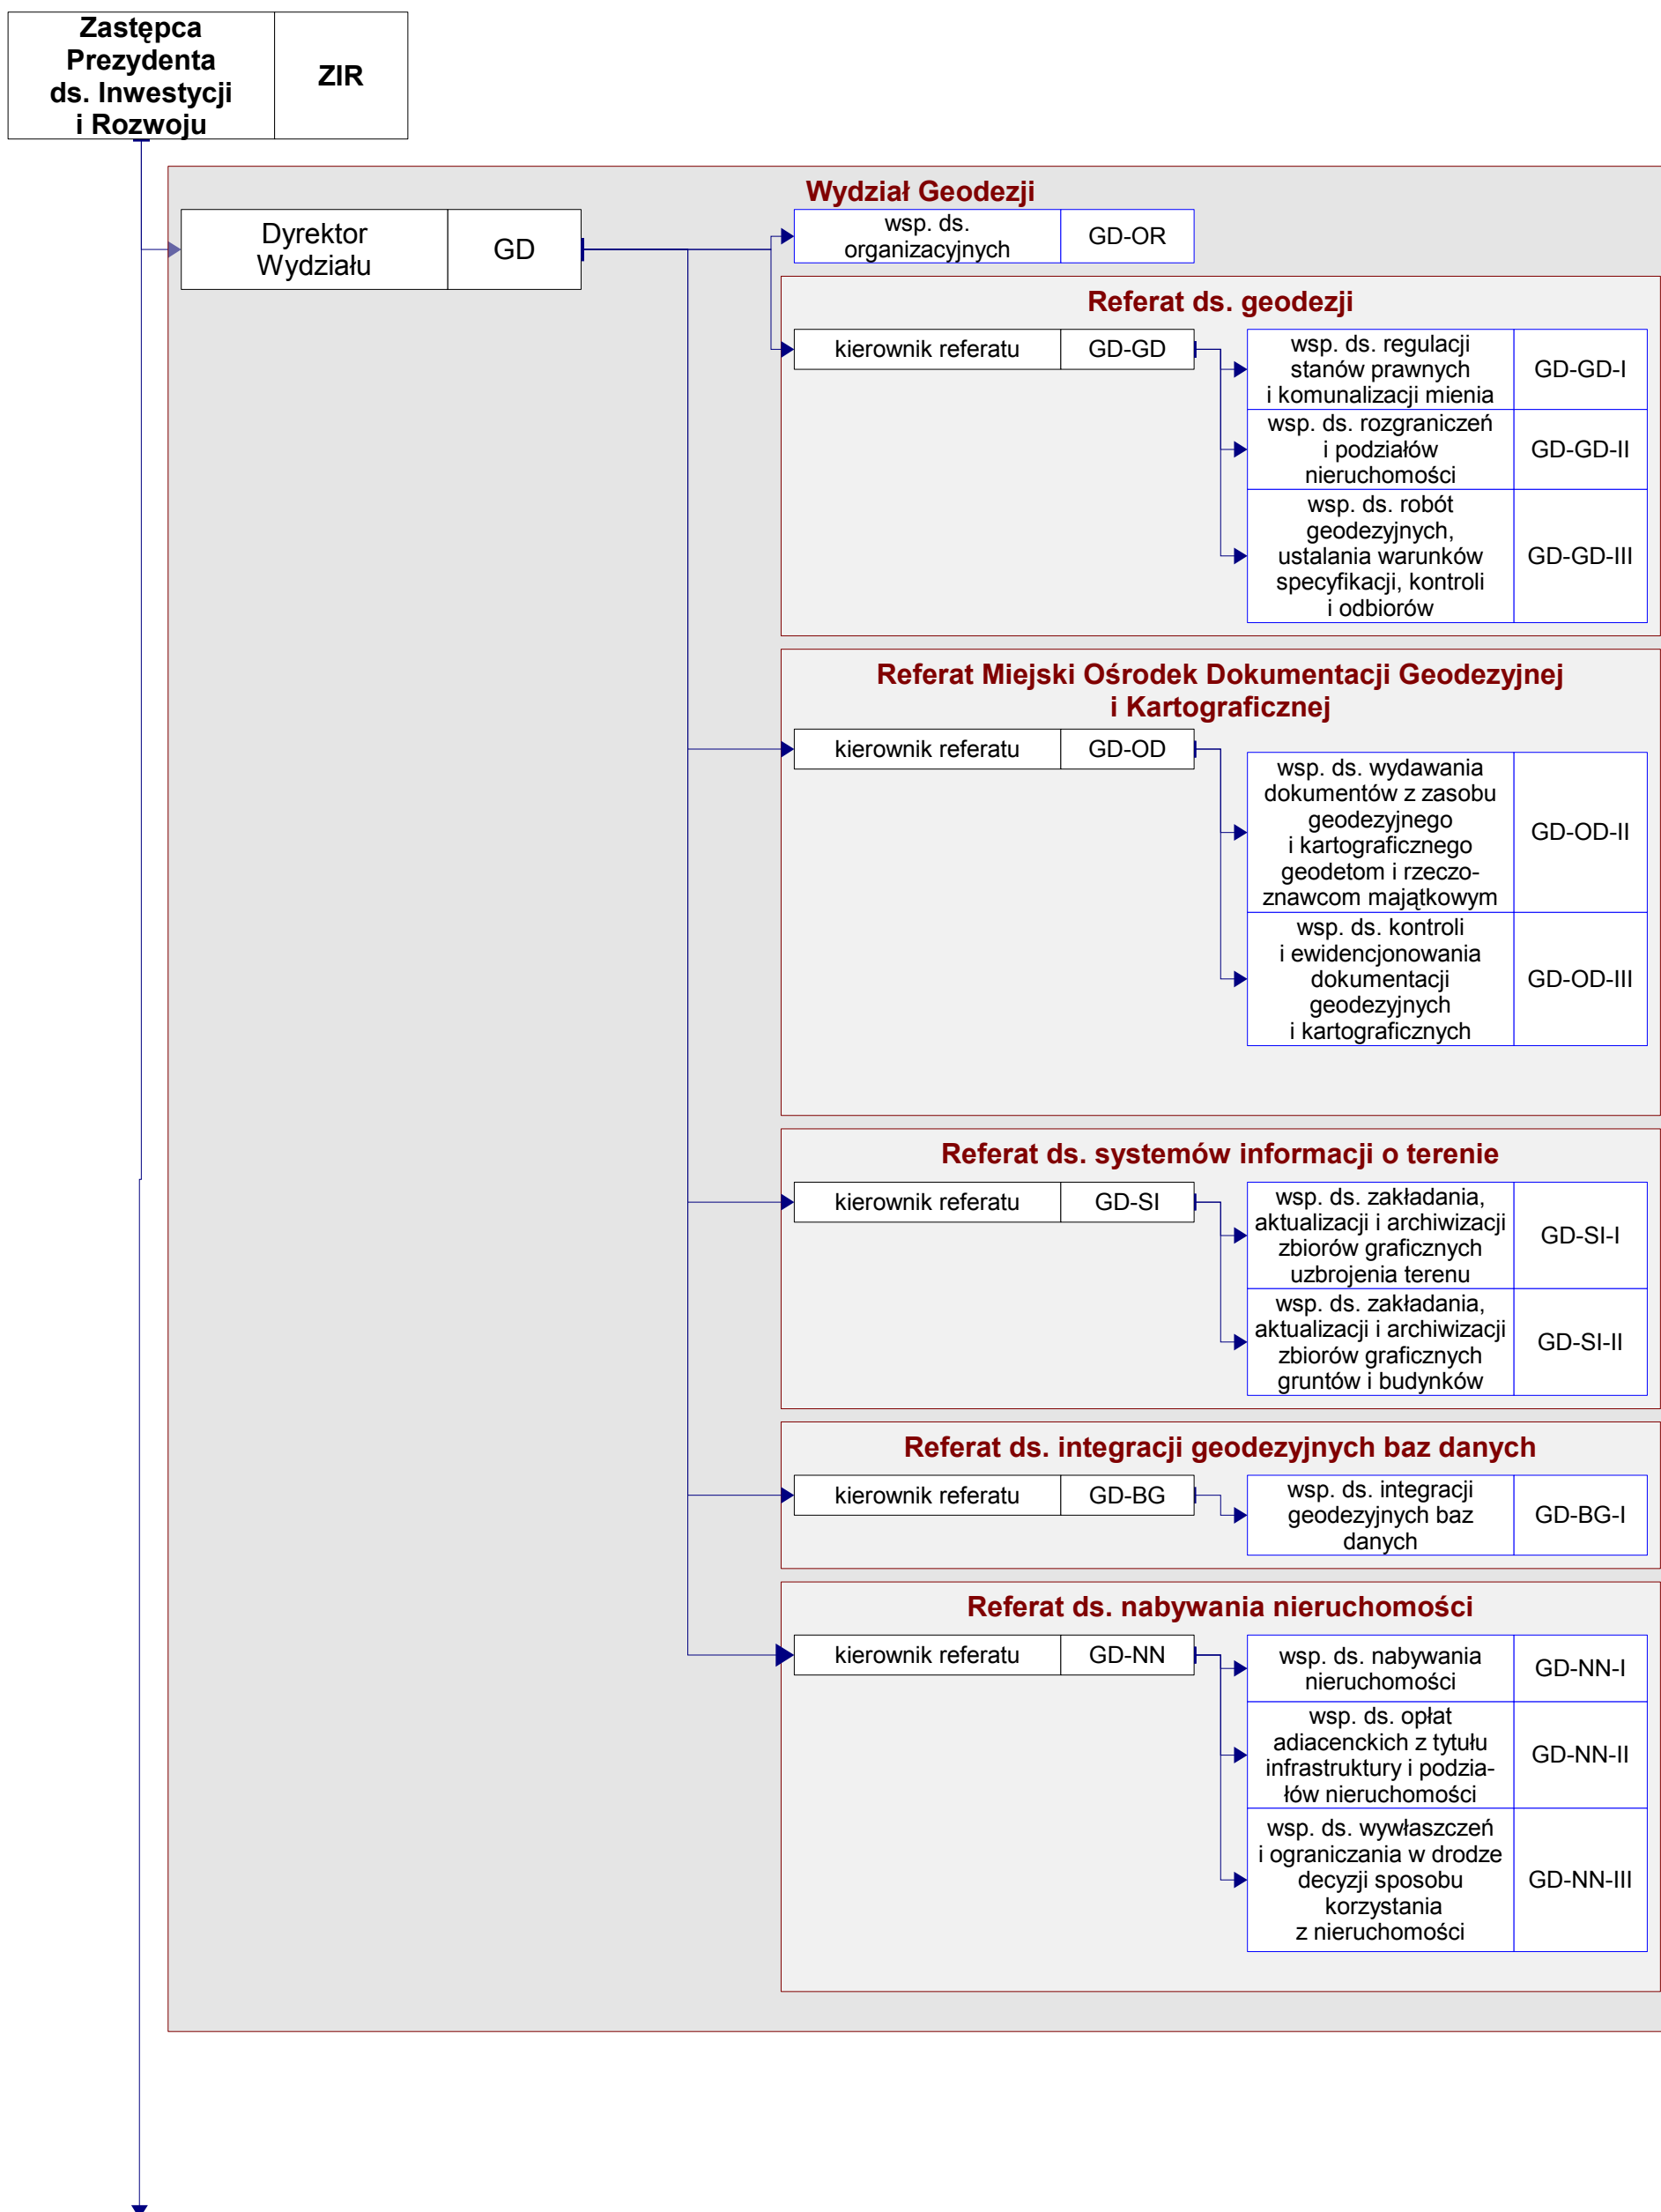 Zastępca
Prezydenta
ds. Inwestycji
i Rozwoju
ZIR
Wydział Geodezji
Dyrektor
Wydziału
GD
wsp. ds.
organizacyjnych
GD-OR
Referat ds. geodezji
kierownik referatu
GD-GD
wsp. ds. regulacji
stanów prawnych
i komunalizacji mienia
GD-GD-I
wsp. ds. rozgraniczeń
i podziałów
nieruchomości
GD-GD-II
wsp. ds. robót
geodezyjnych,
ustalania warunków
specyfikacji, kontroli
i odbiorów
GD-GD-III
Referat Miejski Ośrodek Dokumentacji Geodezyjnej
i Kartograficznej
kierownik referatu
GD-OD
wsp. ds. wydawania
dokumentów z zasobu
geodezyjnego
i kartograficznego
geodetom i rzeczo-
znawcom majątkowym
GD-OD-II
wsp. ds. kontroli
i ewidencjonowania
dokumentacji
geodezyjnych
i kartograficznych
GD-OD-III
Referat ds. systemów informacji o terenie
kierownik referatu
GD-SI
wsp. ds. zakładania,
aktualizacji i archiwizacji
zbiorów graficznych
uzbrojenia terenu
GD-SI-I
wsp. ds. zakładania,
aktualizacji i archiwizacji
zbiorów graficznych
gruntów i budynków
GD-SI-II
Referat ds. integracji geodezyjnych baz danych
kierownik referatu
GD-BG
wsp. ds. integracji
geodezyjnych baz
danych
GD-BG-I
Referat ds. nabywania nieruchomości
kierownik referatu
GD-NN
wsp. ds. nabywania
nieruchomości
GD-NN-I
wsp. ds. opłat
adiacenckich z tytułu
infrastruktury i podzia-
łów nieruchomości
GD-NN-II
wsp. ds. wywłaszczeń
i ograniczania w drodze
decyzji sposobu
korzystania
z nieruchomości
GD-NN-III